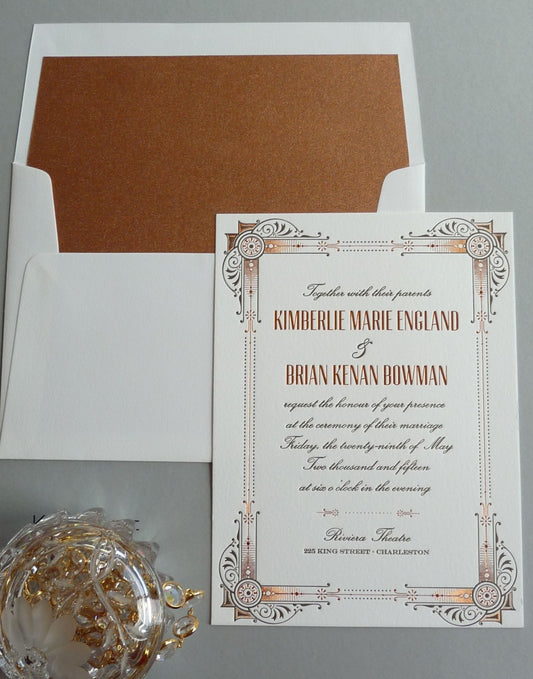 Together with their parents
KIMBERLIE MARIE ENGLAND
&
BRIAN KENAN BOWMAN
request the honour of your presence
at the ceremony of their marriage
Friday, the twenty-ninth of May
Two thousand and fifteen
at six o'clock in the evening
Riviera Theatre
225 KING STREET · CHARLESTON